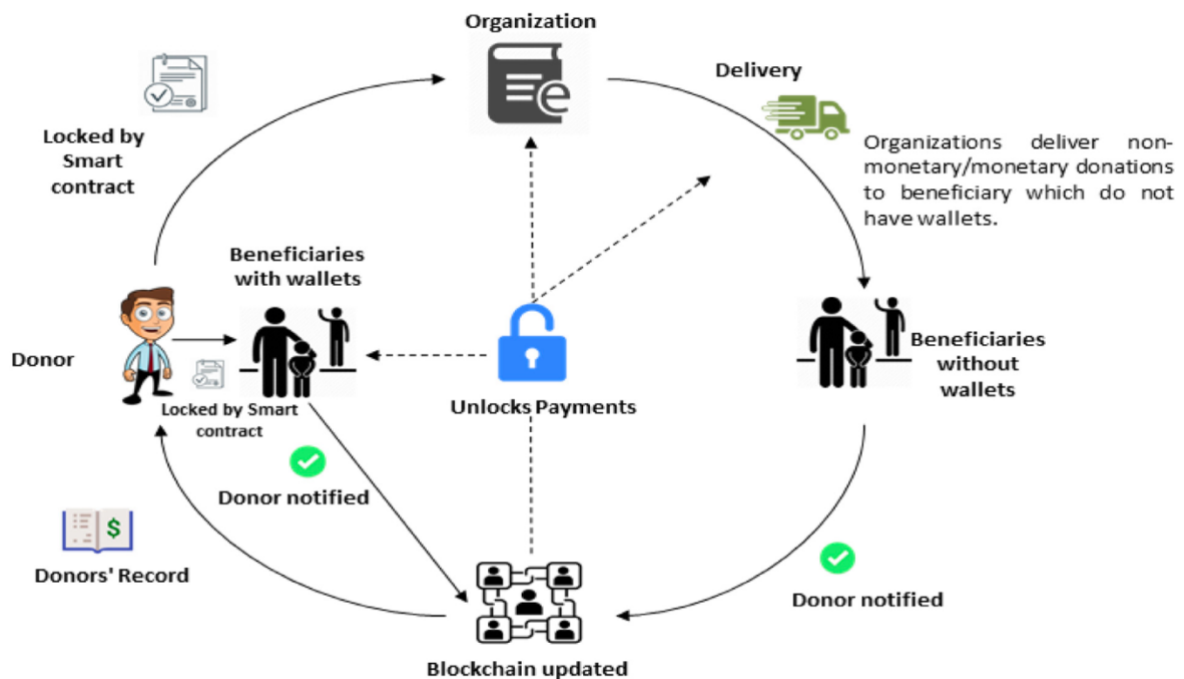 Organization
Delivery
Organizations deliver non-
monetary/monetary donations
to beneficiary which do not
have wallets.
Locked by
Smart
contract
Beneficiaries
with wallets
Donor
Locked by Smart
contract
Unlocks Payments
Beneficiaries
without
wallets
Donor notified
Donors' Record
$
Donor notified
Blockchain updated
e